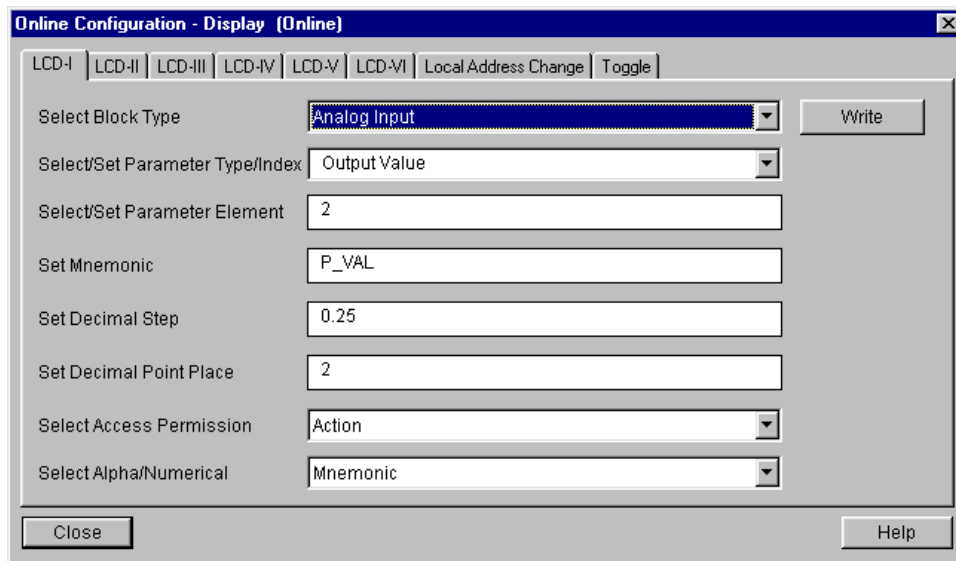 Online Configuration - Display (Online)
LCD-I LCD-II LCD-III LCD-IV LCD-V LCD-VI Local Address Change Toggle
Select Block Type Analog Input Write
Select/Set Parameter Type/Index Output Value
Select/Set Parameter Element 2
Set Mnemonic P_VAL
Set Decimal Step 0.25
Set Decimal Point Place 2
Select Access Permission Action
Select Alpha/Numerical Mnemonic
Close Help